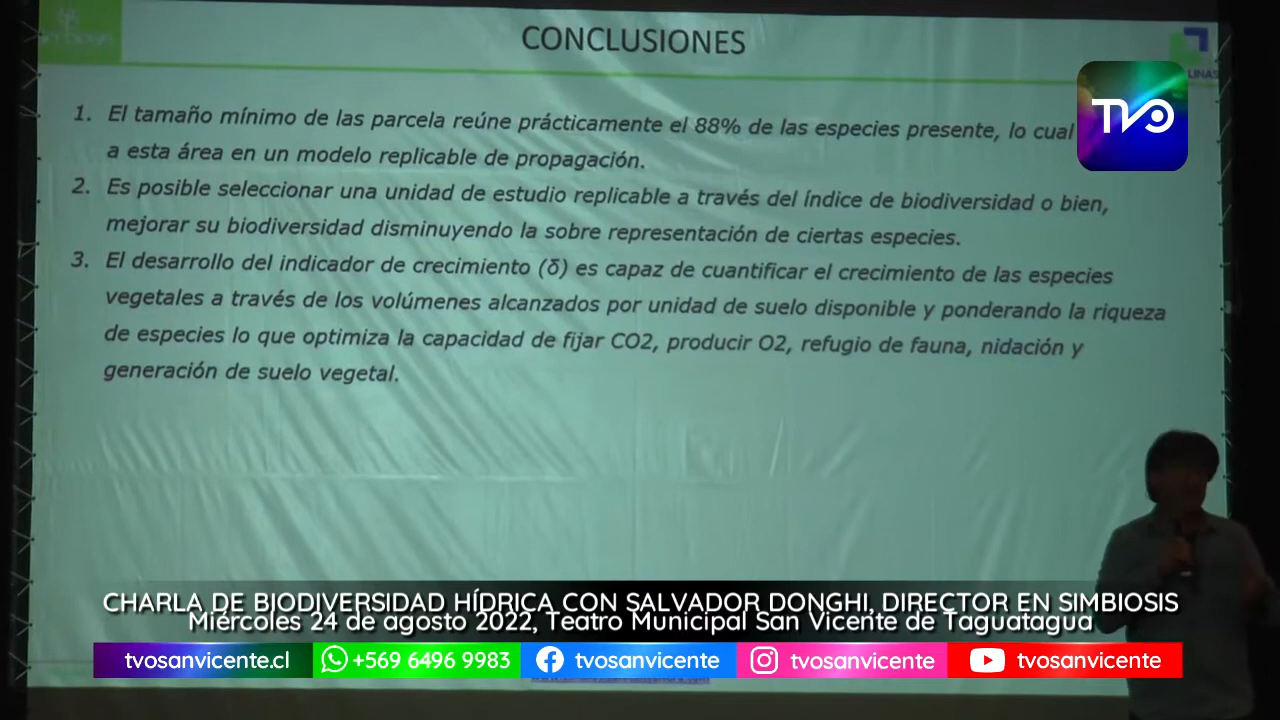 CONCLUSIONES
LINAS
TVO
1. El tamaño mínimo de las parcela reúne prácticamente el 88% de las especies presente, lo cual
a esta área en un modelo replicable de propagación.
2. Es posible seleccionar una unidad de estudio replicable a través del índice de biodiversidad o bien,
mejorar su biodiversidad disminuyendo la sobre representación de ciertas especies.
3. El desarrollo del indicador de crecimiento (δ) es capaz de cuantificar el crecimiento de las especies
vegetales a través de los volúmenes alcanzados por unidad de suelo disponible y ponderando la riqueza
de especies lo que optimiza la capacidad de fijar CO2, producir O2, refugio de fauna, nidación y
generación de suelo vegetal.
CHARLA DE BIODIVERSIDAD HÍDRICA CON SALVADOR DONGHI, DIRECTOR EN SIMBIOSIS
Miércoles 24 de agosto 2022, Teatro Municipal San Vicente de Taguatagua
tvosanvicente.cl +569 6496 9983 tvosanvicente tvosanvicente tvosanvicente